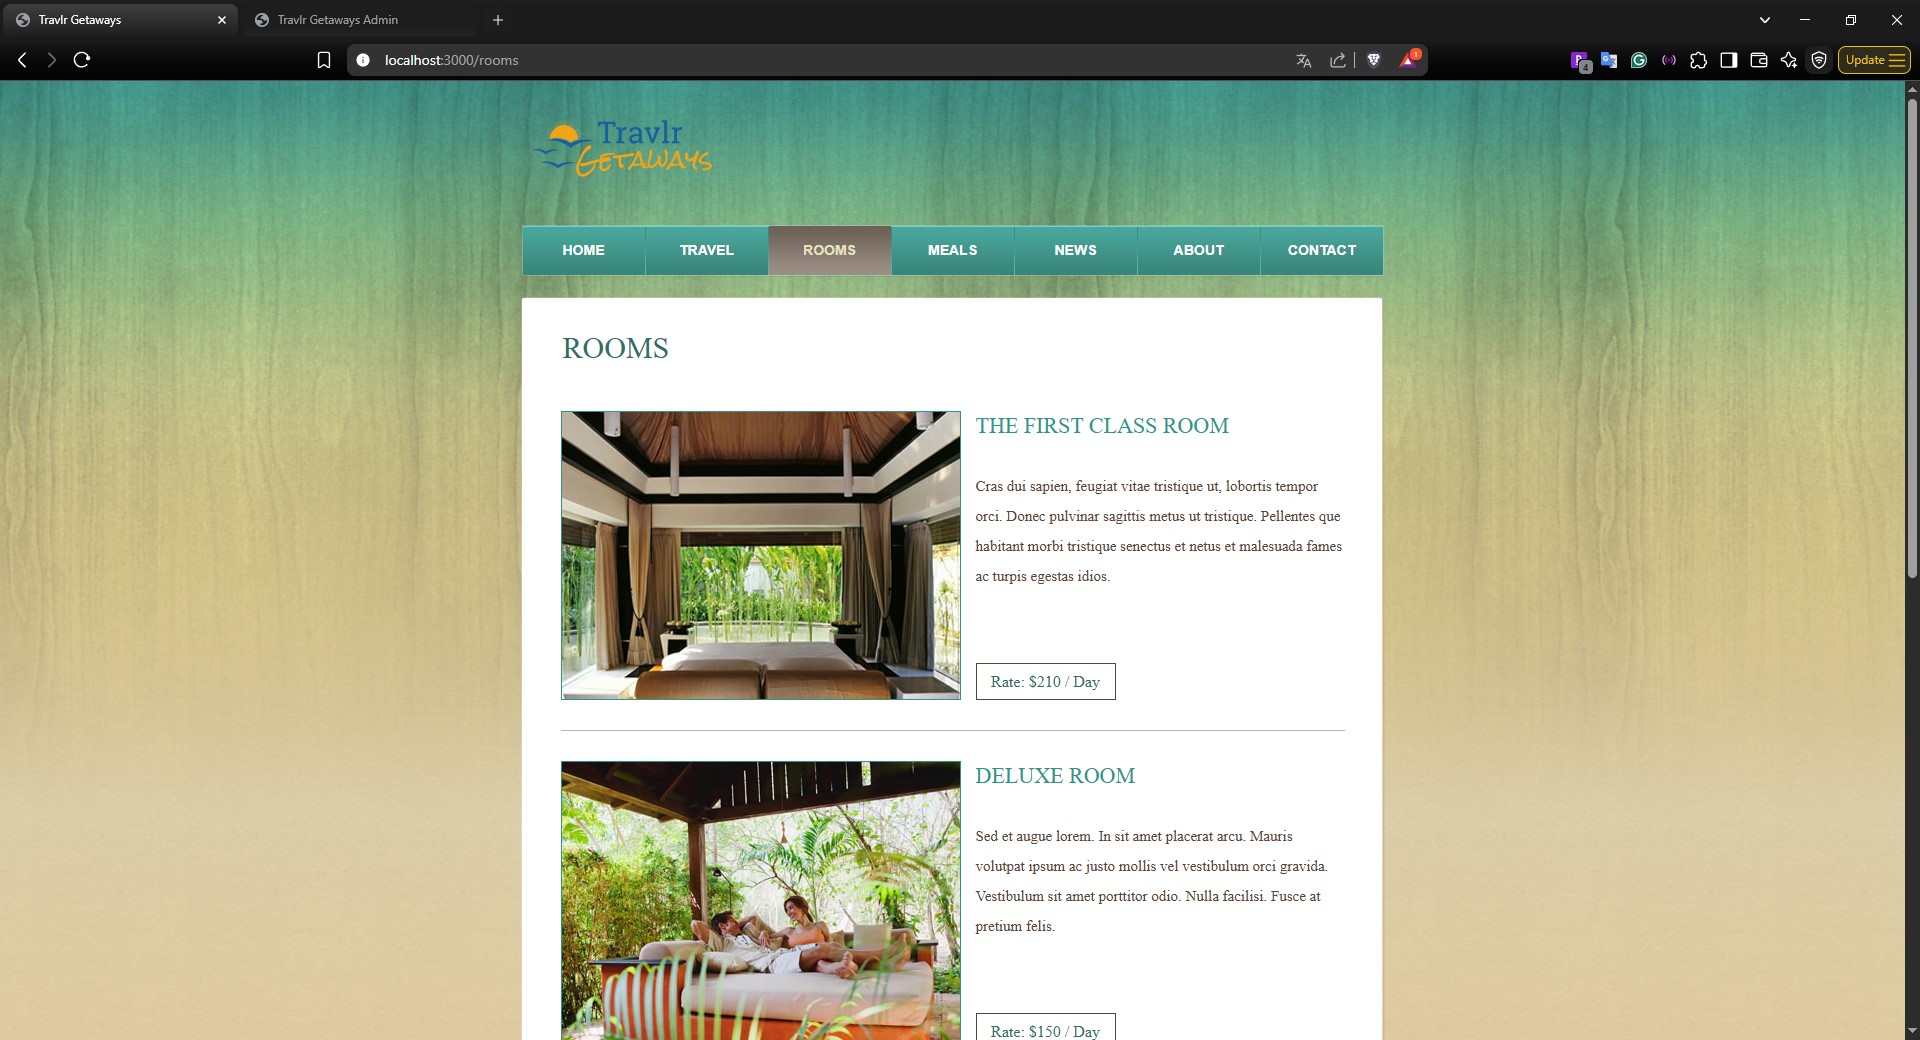 Travlr Getaways
Travlr Getaways Admin
localhost:3000/rooms
1
4
Update
Travlr
GETAWAYS
HOME
TRAVEL
ROOMS
MEALS
NEWS
ABOUT
CONTACT
ROOMS
THE FIRST CLASS ROOM
Cras dui sapien, feugiat vitae tristique ut, lobortis tempor
orci. Donec pulvinar sagittis metus ut tristique. Pellentes que
habitant morbi tristique senectus et netus et malesuada fames
ac turpis egestas idios.
Rate: $210 / Day
DELUXE ROOM
Sed et augue lorem. In sit amet placerat arcu. Mauris
volutpat ipsum ac justo mollis vel vestibulum orci gravida.
Vestibulum sit amet porttitor odio. Nulla facilisi. Fusce at
pretium felis.
Rate: $150 / Day